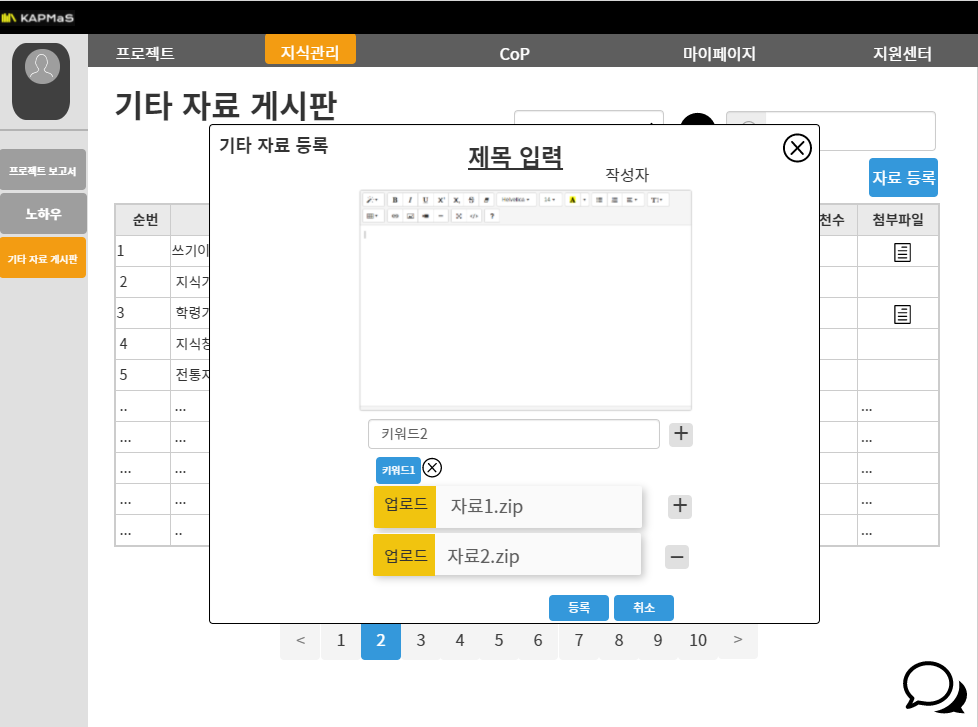 KAPMaS
프로젝트 지식관리 CoP 마이페이지 지원센터
기타 자료 게시판
기타 자료 등록
제목 입력
작성자
자료 등록
프로젝트 보고서
노하우
기타 자료 게시판
순번 천수 첨부파일
1 쓰기이
2 지식기
3 학령기
4 지식창
5 전통지
.. ... ...
... ... ...
... ... ...
... ... ...
... .. ...
B I U X² X₂ S
Helvetica 14 A T
?
키워드2 +
키워드1
업로드 자료1.zip +
업로드 자료2.zip −
등록 취소
< 1 2 3 4 5 6 7 8 9 10 >